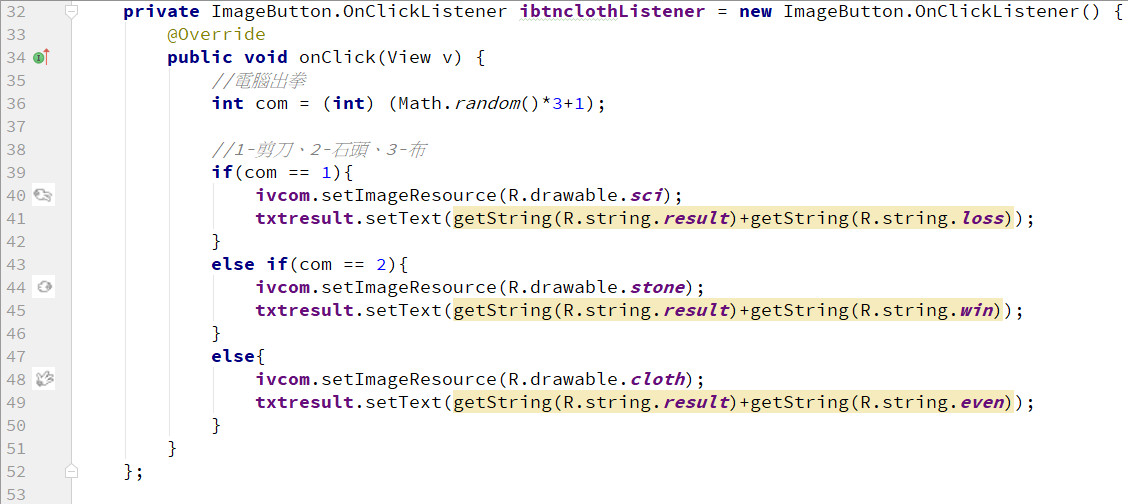 32 private ImageButton.OnClickListener ibtnclothListener = new ImageButton.OnClickListener() {
33 @Override
34 public void onClick(View v) {
35 //電腦出拳
36 int com = (int) (Math.random()*3+1);
37
38 //1-剪刀、2-石頭、3-布
39 if(com == 1){
40 ivcom.setImageResource(R.drawable.sci);
41 txtresult.setText(getString(R.string.result)+getString(R.string.loss));
42 }
43 else if(com == 2){
44 ivcom.setImageResource(R.drawable.stone);
45 txtresult.setText(getString(R.string.result)+getString(R.string.win));
46 }
47 else{
48 ivcom.setImageResource(R.drawable.cloth);
49 txtresult.setText(getString(R.string.result)+getString(R.string.even));
50 }
51 }
52 };
53